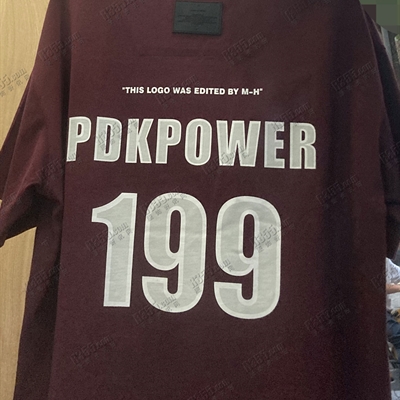 "THIS LOGO WAS EDITED BY M-H"
PDKPOWER
199